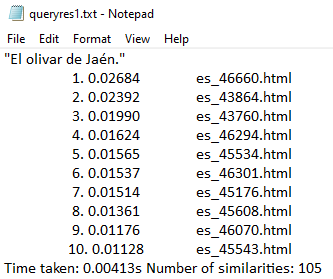 queryres1.txt - Notepad
File Edit Format View Help
"El olivar de Jaén."
1. 0.02684 es_46660.html
2. 0.02392 es_43864.html
3. 0.01990 es_43760.html
4. 0.01624 es_46294.html
5. 0.01565 es_45534.html
6. 0.01537 es_46301.html
7. 0.01514 es_45176.html
8. 0.01361 es_45608.html
9. 0.01176 es_46070.html
10. 0.01128 es_45543.html
Time taken: 0.00413s Number of similarities: 105